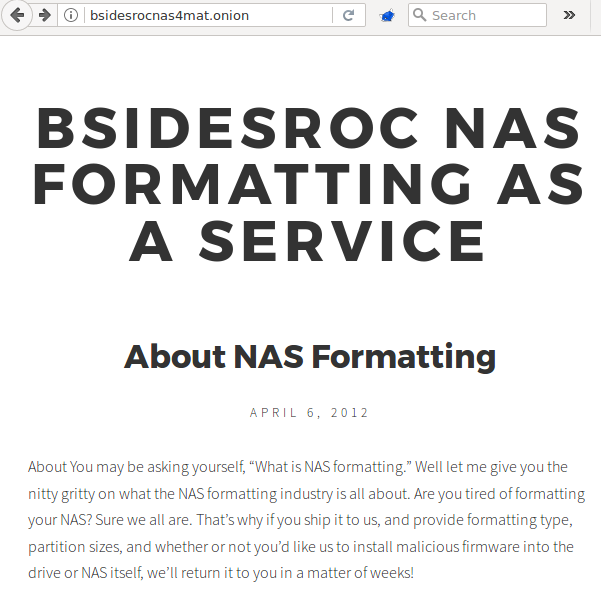 bsidesrocnas4mat.onion
Search
BSIDESROC NAS
FORMATTING AS
A SERVICE
About NAS Formatting
APRIL 6, 2012
About You may be asking yourself, “What is NAS formatting.” Well let me give you the
nitty gritty on what the NAS formatting industry is all about. Are you tired of formatting
your NAS? Sure we all are. That’s why if you ship it to us, and provide formatting type,
partition sizes, and whether or not you’d like us to install malicious firmware into the
drive or NAS itself, we’ll return it to you in a matter of weeks!